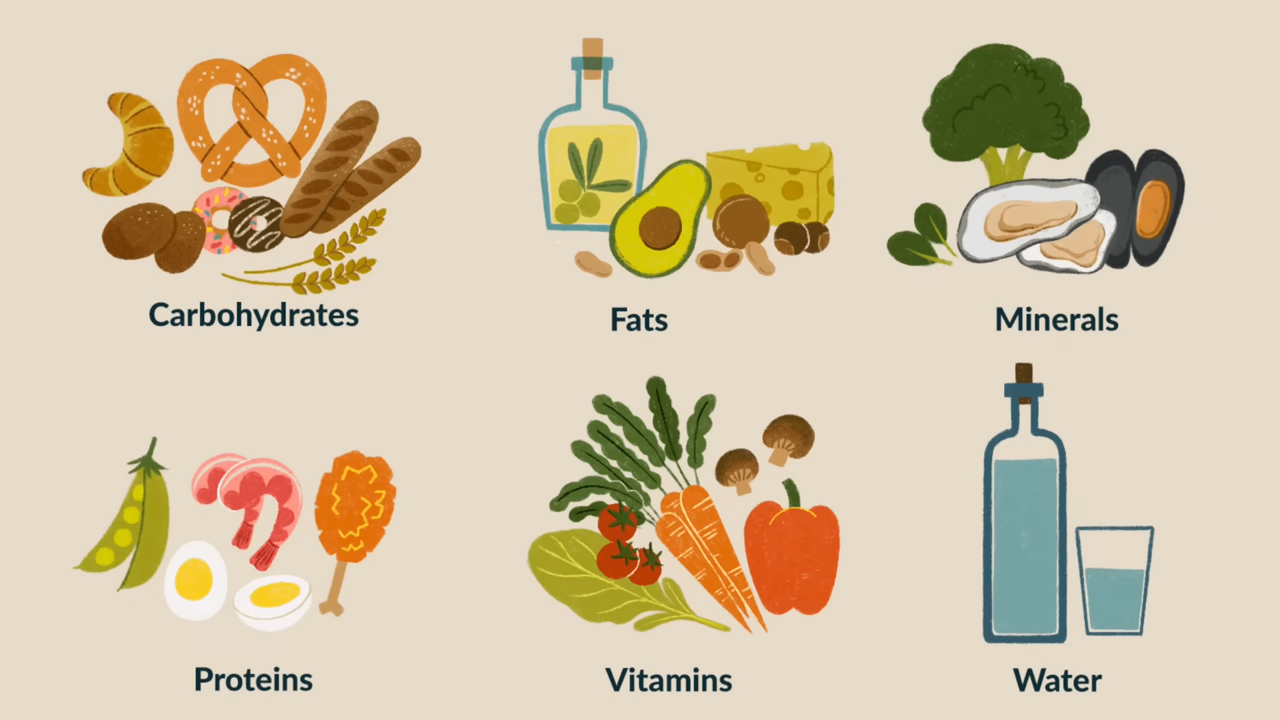 Carbohydrates
Fats
Minerals
Proteins
Vitamins
Water